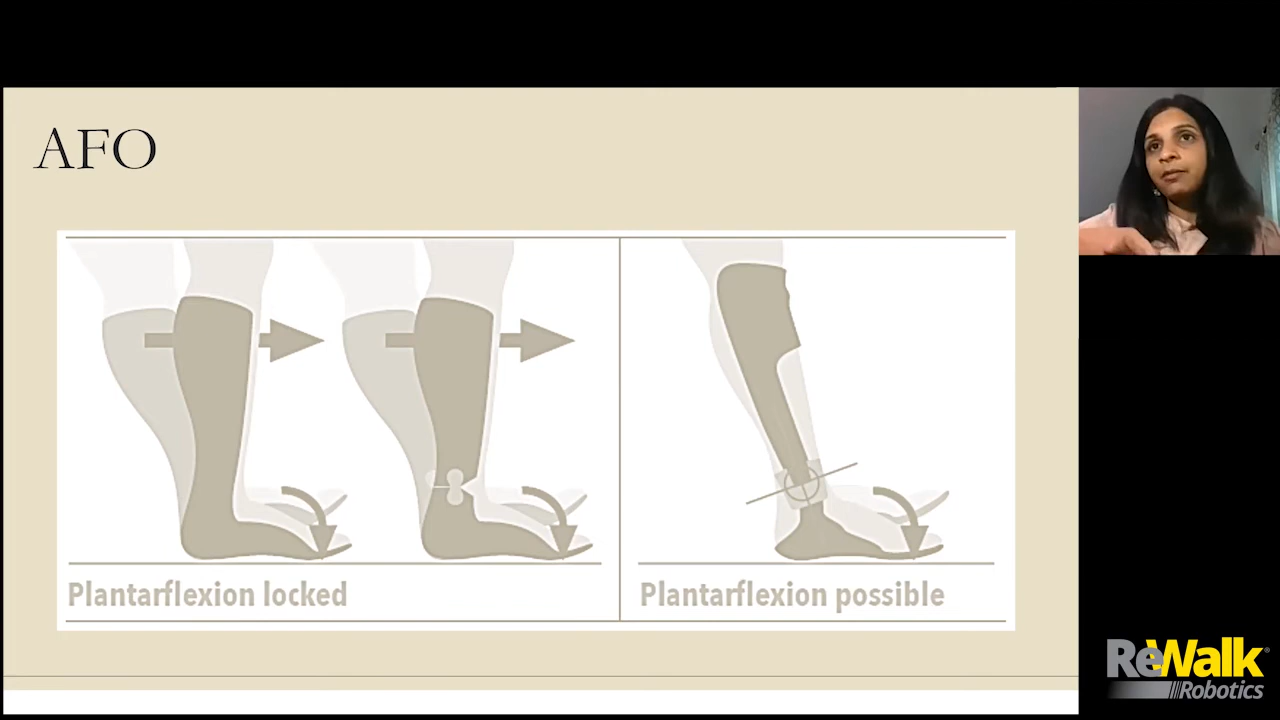 AFO
Plantarflexion locked
Plantarflexion possible
ReWalk®
Robotics